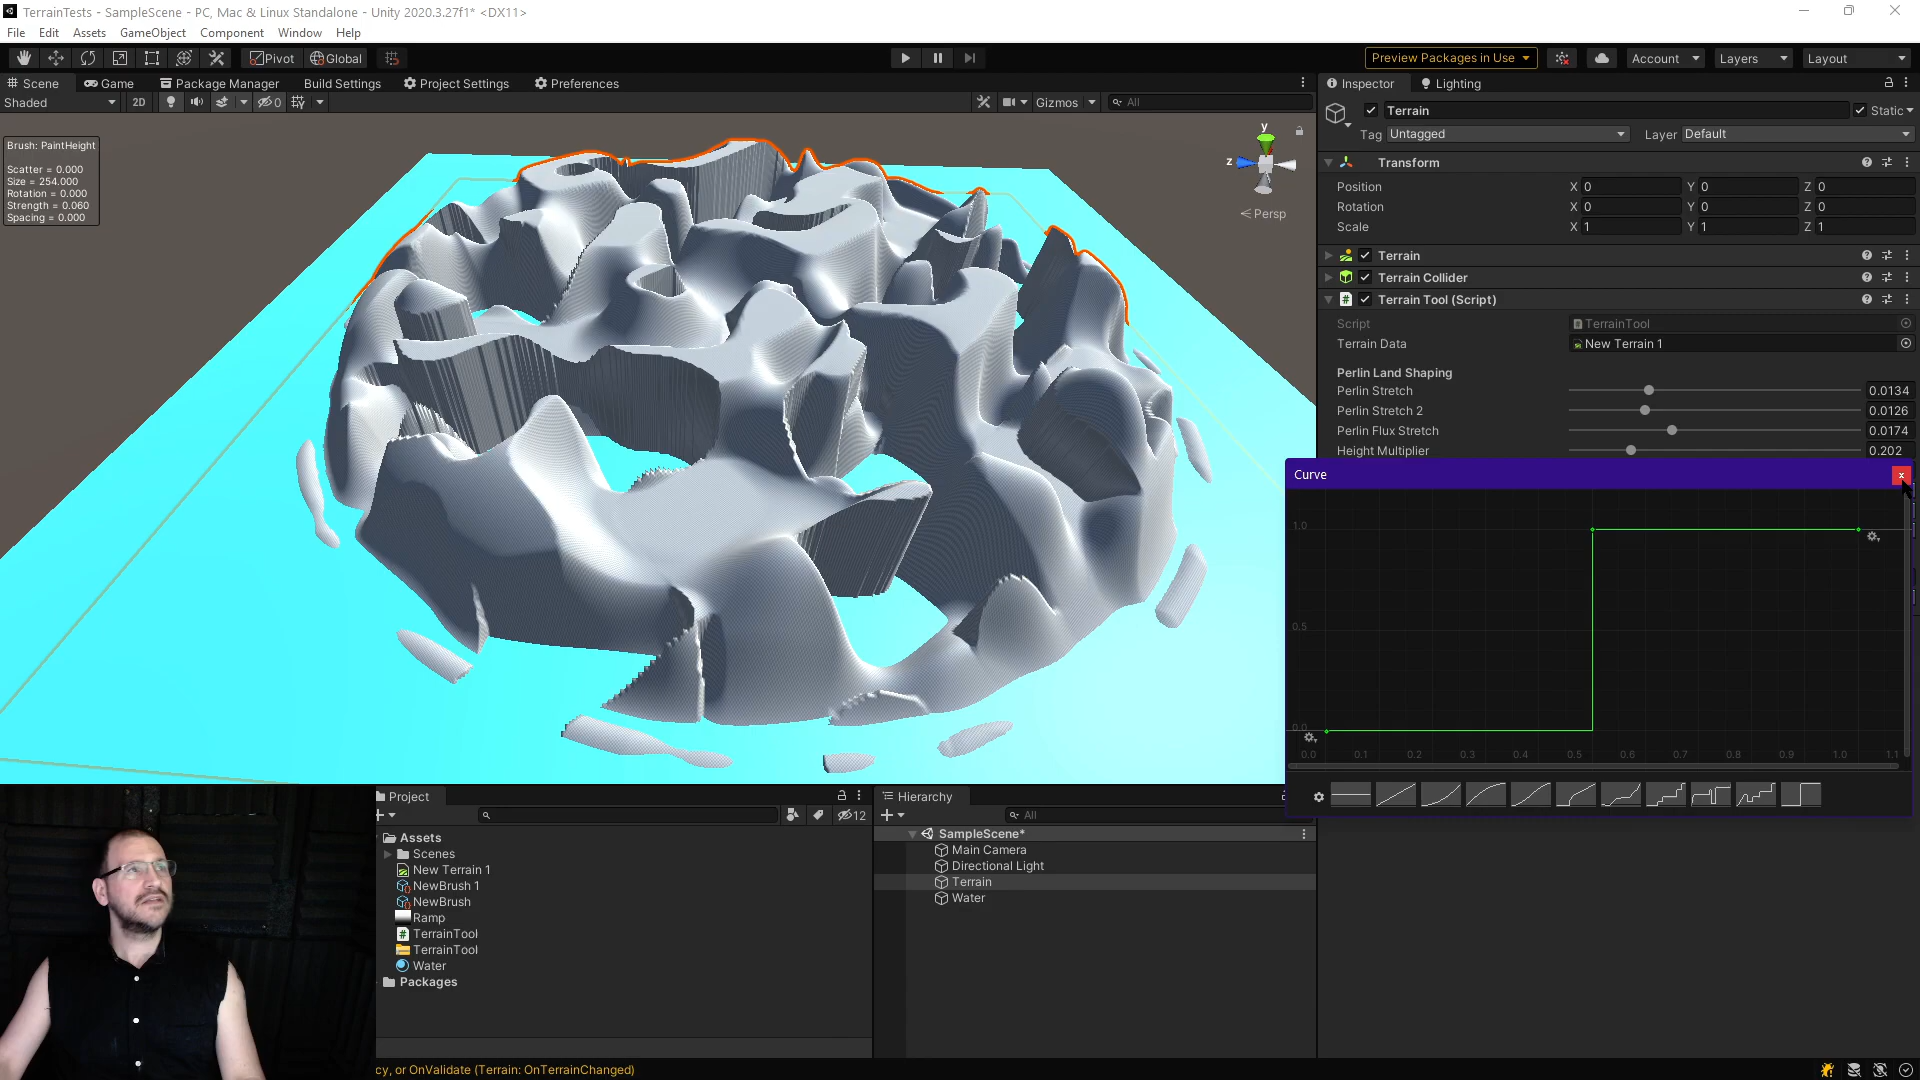 TerrainTests - SampleScene - PC, Mac & Linux Standalone - Unity 2020.3.27f1* <DX11>
File Edit Assets GameObject Component Window Help
Pivot Global Preview Packages in Use Account Layers Layout
Scene Game Package Manager Build Settings Project Settings Preferences
Shaded 2D 0 Gizmos All
Brush: PaintHeight
Scatter = 0.000
Size = 254.000
Rotation = 0.000
Strength = 0.060
Spacing = 0.000
y
z
< Persp
Inspector Lighting
Terrain Static
Tag Untagged Layer Default
Transform
Position X 0 Y 0 Z 0
Rotation X 0 Y 0 Z 0
Scale X 1 Y 1 Z 1
Terrain
Terrain Collider
# Terrain Tool (Script)
Script TerrainTool
Terrain Data New Terrain 1
Perlin Land Shaping
Perlin Stretch 0.0134
Perlin Stretch 2 0.0126
Perlin Flux Stretch 0.0174
Height Multiplier 0.202
Curve x
1.0
0.5
0.0
0.0 0.1 0.2 0.3 0.4 0.5 0.6 0.7 0.8 0.9 1.0 1.1
Project
12
Assets
Scenes
New Terrain 1
NewBrush 1
NewBrush
Ramp
# TerrainTool
TerrainTool
Water
Packages
Hierarchy
All
SampleScene*
Main Camera
Directional Light
Terrain
Water
cy, or OnValidate (Terrain: OnTerrainChanged)